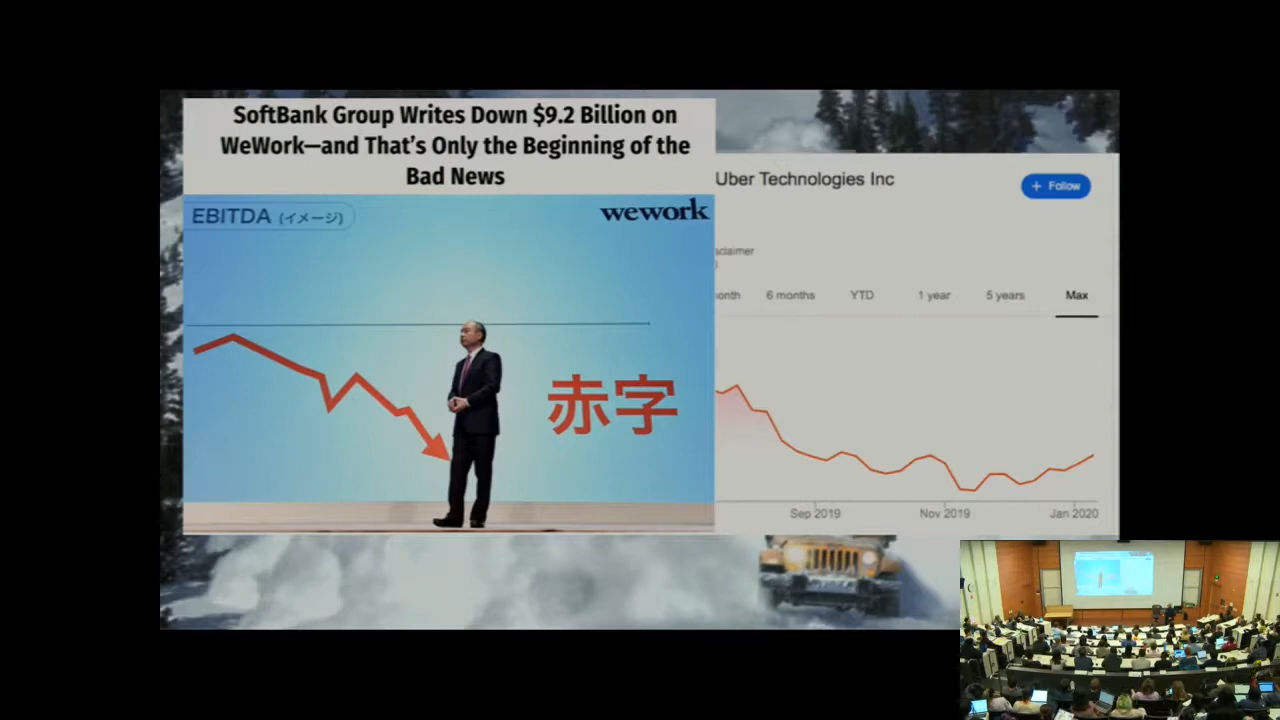 SoftBank Group Writes Down $9.2 Billion on
WeWork—and That's Only the Beginning of the
Bad News
EBITDA (イメージ)
wework
赤字
Uber Technologies Inc
+ Follow
sclaimer
)
onth
6 months
YTD
1 year
5 years
Max
Sep 2019
Nov 2019
Jan 2020